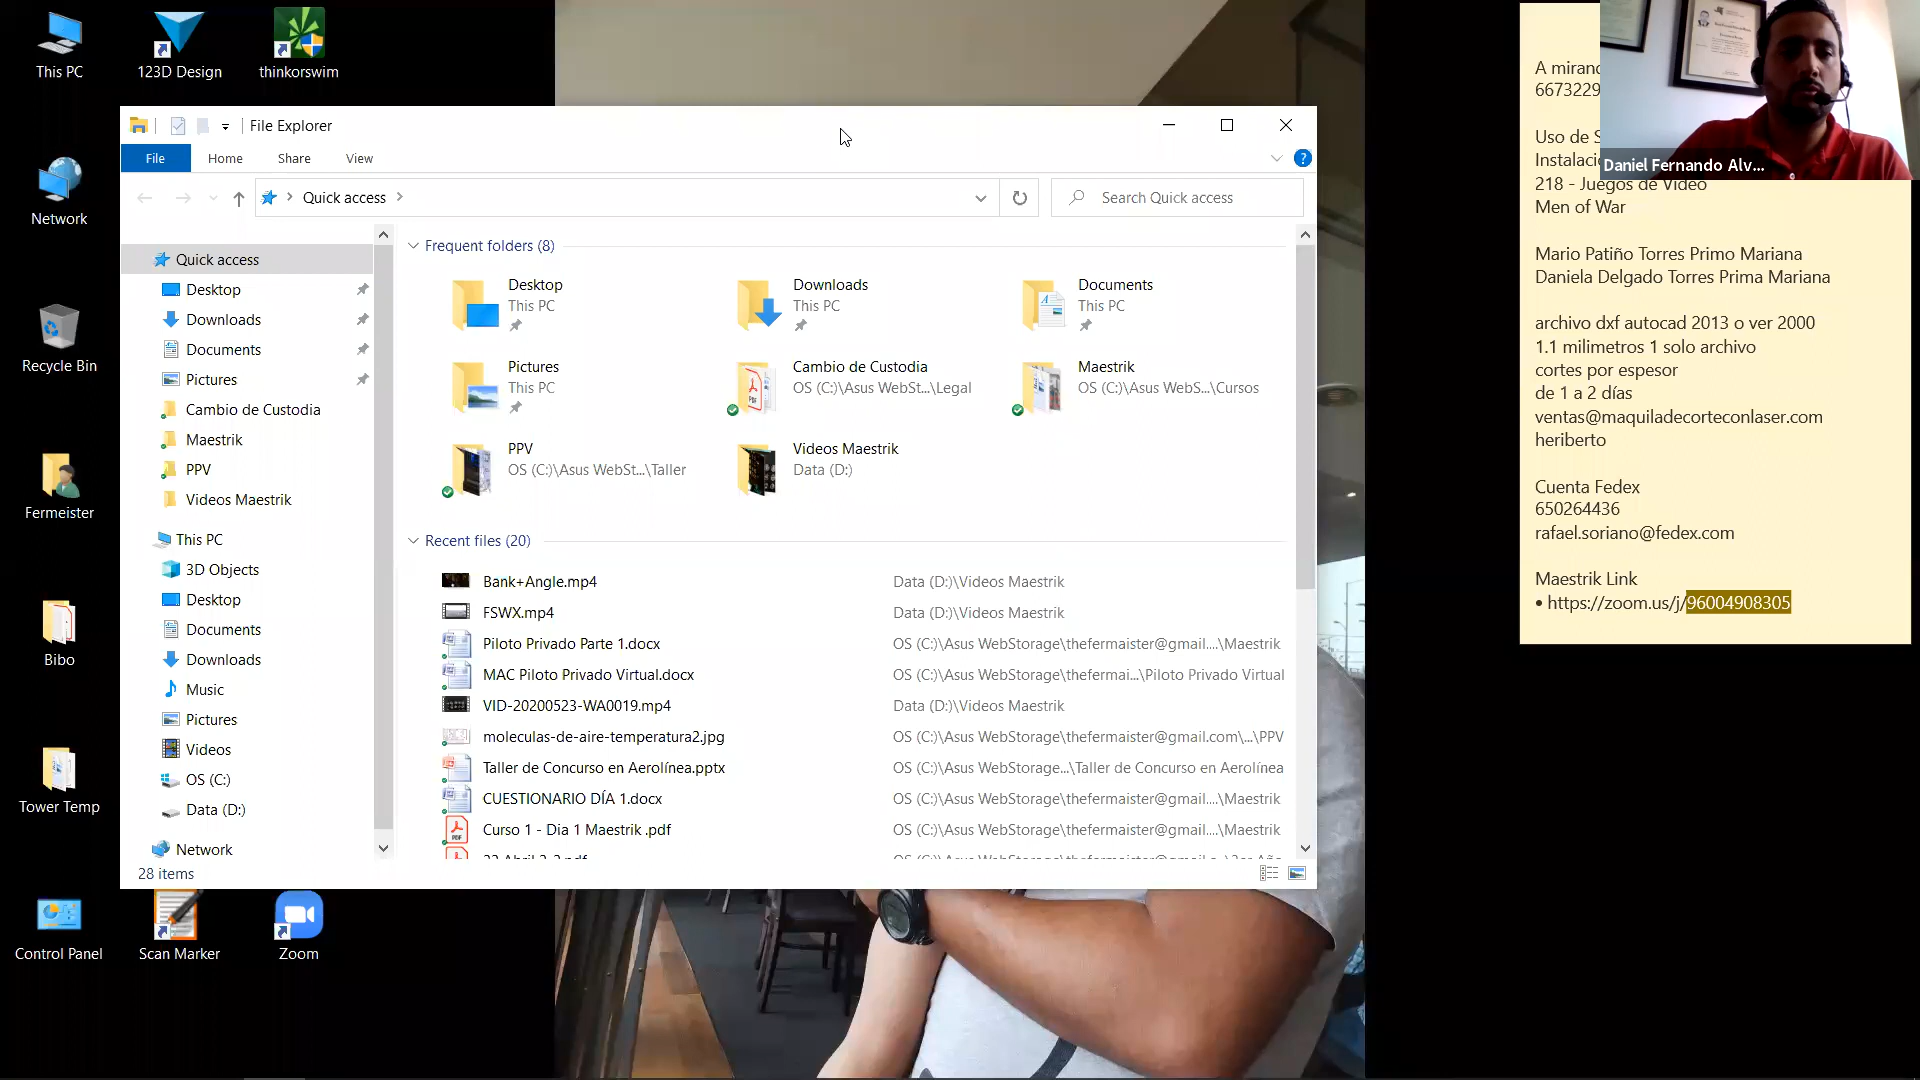 This PC
123D Design
thinkorswim
Network
Recycle Bin
Fermeister
Bibo
Tower Temp
Control Panel
Scan Marker
Zoom
File Explorer
File
Home
Share
View
?
Quick access
Search Quick access
Quick access
Desktop
Downloads
Documents
Pictures
Cambio de Custodia
Maestrik
PPV
Videos Maestrik
This PC
3D Objects
Desktop
Documents
Downloads
Music
Pictures
Videos
OS (C:)
Data (D:)
Network
28 items
Frequent folders (8)
Desktop
This PC
Downloads
This PC
Documents
This PC
Pictures
This PC
Cambio de Custodia
OS (C:)\Asus WebSt...\Legal
Maestrik
OS (C:)\Asus WebS...\Cursos
PPV
OS (C:)\Asus WebSt...\Taller
Videos Maestrik
Data (D:)
Recent files (20)
Bank+Angle.mp4 Data (D:)\Videos Maestrik
FSWX.mp4 Data (D:)\Videos Maestrik
Piloto Privado Parte 1.docx OS (C:)\Asus WebStorage\thefermaister@gmail....\Maestrik
MAC Piloto Privado Virtual.docx OS (C:)\Asus WebStorage\thefermai...\Piloto Privado Virtual
VID-20200523-WA0019.mp4 Data (D:)\Videos Maestrik
moleculas-de-aire-temperatura2.jpg OS (C:)\Asus WebStorage\thefermaister@gmail.com\...\PPV
Taller de Concurso en Aerolínea.pptx OS (C:)\Asus WebStorage...\Taller de Concurso en Aerolínea
CUESTIONARIO DÍA 1.docx OS (C:)\Asus WebStorage\thefermaister@gmail....\Maestrik
Curso 1 - Dia 1 Maestrik .pdf OS (C:)\Asus WebStorage\thefermaister@gmail....\Maestrik
A
6673229
Uso de
218 - Juegos de Video
Men of War
Mario Patiño Torres Primo Mariana
Daniela Delgado Torres Prima Mariana
archivo dxf autocad 2013 o ver 2000
1.1 milimetros 1 solo archivo
cortes por espesor
de 1 a 2 días
ventas@maquiladecorteconlaser.com
heriberto
Cuenta Fedex
650264436
rafael.soriano@fedex.com
Maestrik Link
• https://zoom.us/j/96004908305
Daniel Fernando Alv...